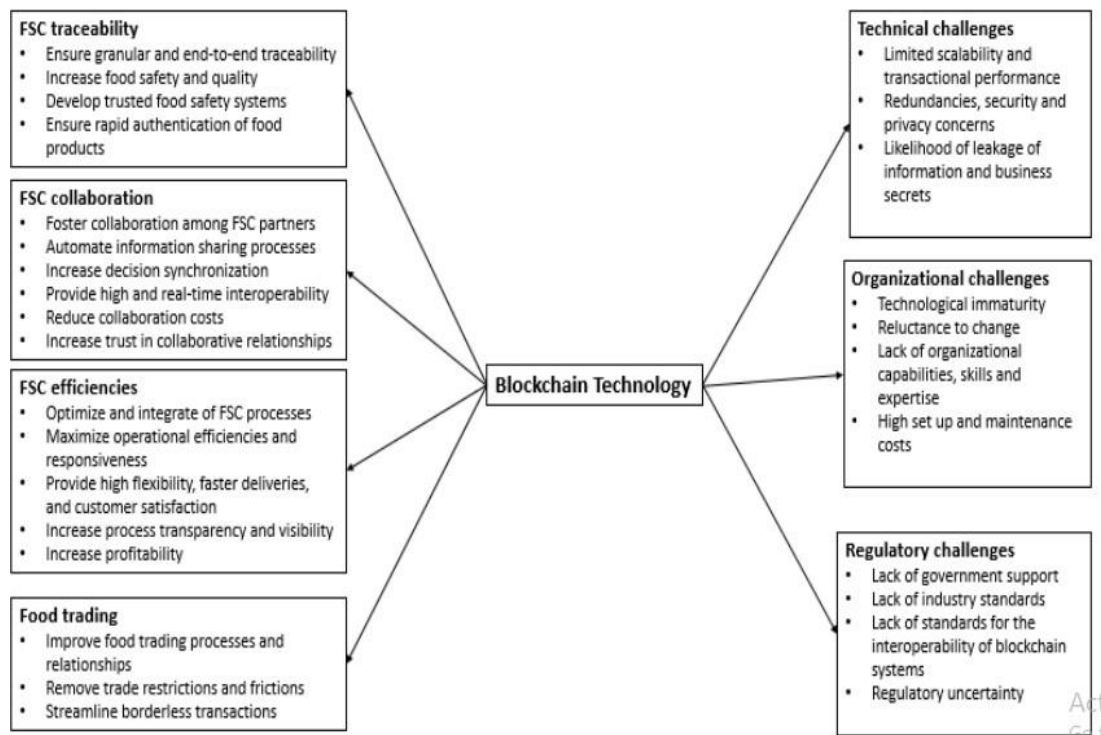 FSC traceability
• Ensure granular and end-to-end traceability
• Increase food safety and quality
• Develop trusted food safety systems
• Ensure rapid authentication of food
products
FSC collaboration
• Foster collaboration among FSC partners
• Automate information sharing processes
• Increase decision synchronization
• Provide high and real-time interoperability
• Reduce collaboration costs
• Increase trust in collaborative relationships
FSC efficiencies
• Optimize and integrate of FSC processes
• Maximize operational efficiencies and
responsiveness
• Provide high flexibility, faster deliveries,
and customer satisfaction
• Increase process transparency and visibility
• Increase profitability
Food trading
• Improve food trading processes and
relationships
• Remove trade restrictions and frictions
• Streamline borderless transactions
Blockchain Technology
Technical challenges
• Limited scalability and
transactional performance
• Redundancies, security and
privacy concerns
• Likelihood of leakage of
information and business
secrets
Organizational challenges
• Technological immaturity
• Reluctance to change
• Lack of organizational
capabilities, skills and
expertise
• High set up and maintenance
costs
Regulatory challenges
• Lack of government support
• Lack of industry standards
• Lack of standards for the
interoperability of blockchain
systems
• Regulatory uncertainty